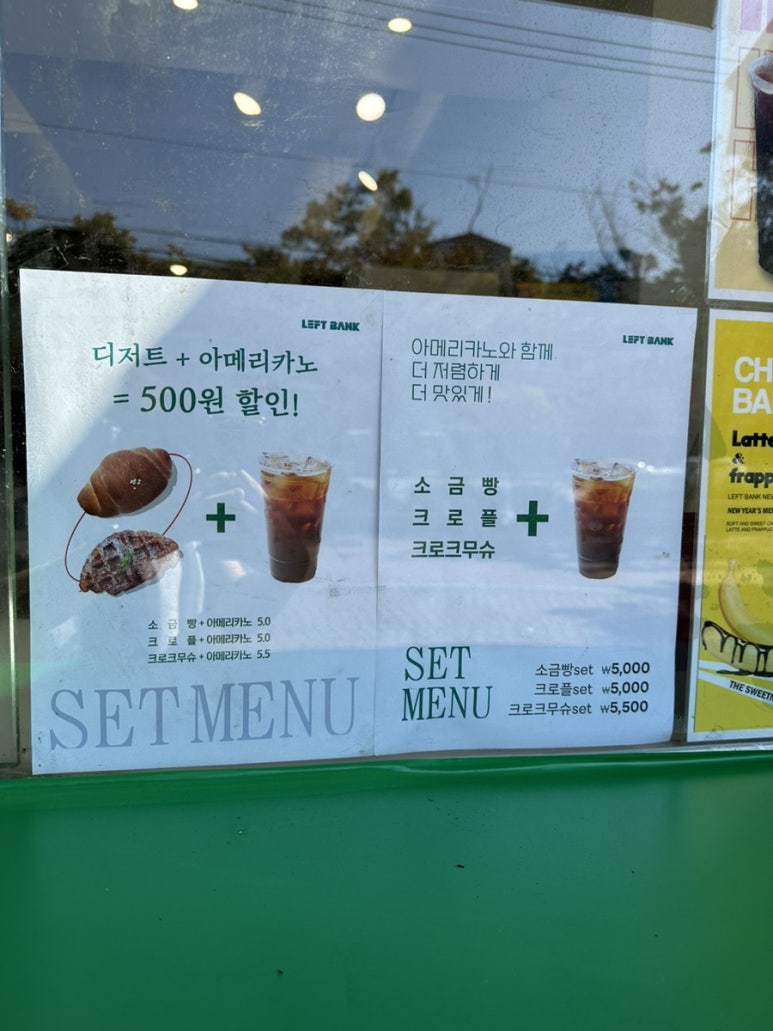 LEFT BANK
디저트 + 아메리카노
= 500원 할인!
+
소 금 빵 + 아메리카노 5.0
크 로 플 + 아메리카노 5.0
크로크무슈 + 아메리카노 5.5
SET MENU
LEFT BANK
아메리카노와 함께
더 저렴하게
더 맛있게!
소 금 빵
크 로 플
크로크무슈
+
SET
MENU
소금빵set ₩5,000
크로플set ₩5,000
크로크무슈set ₩5,500
CH
BA
Latte
&
frapp
LEFT BANK NEW
NEW YEAR'S
SOFT AND SWEET
LATTE AND
THE